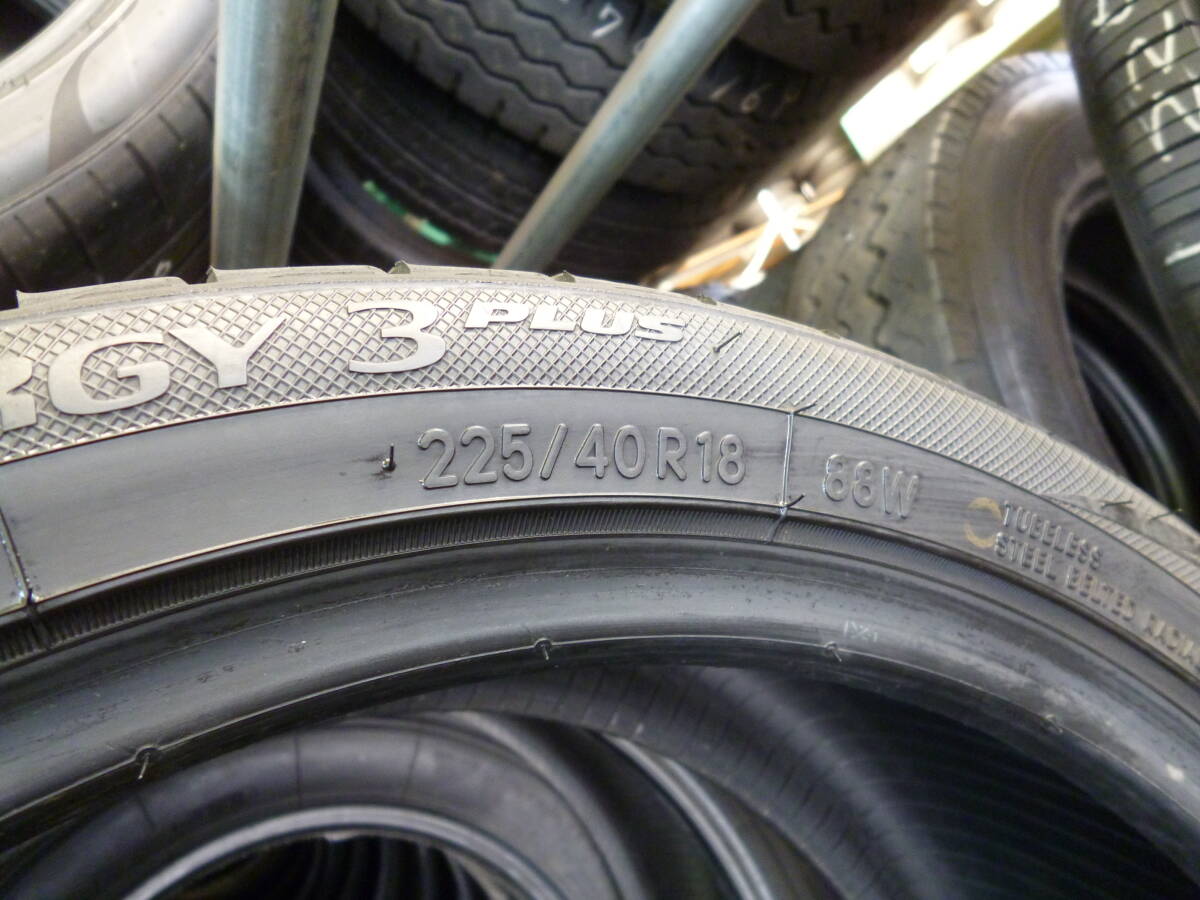 RGY 3 PLUS
225/40R18 88W
TUBELESS
STEEL BELTED RADIAL